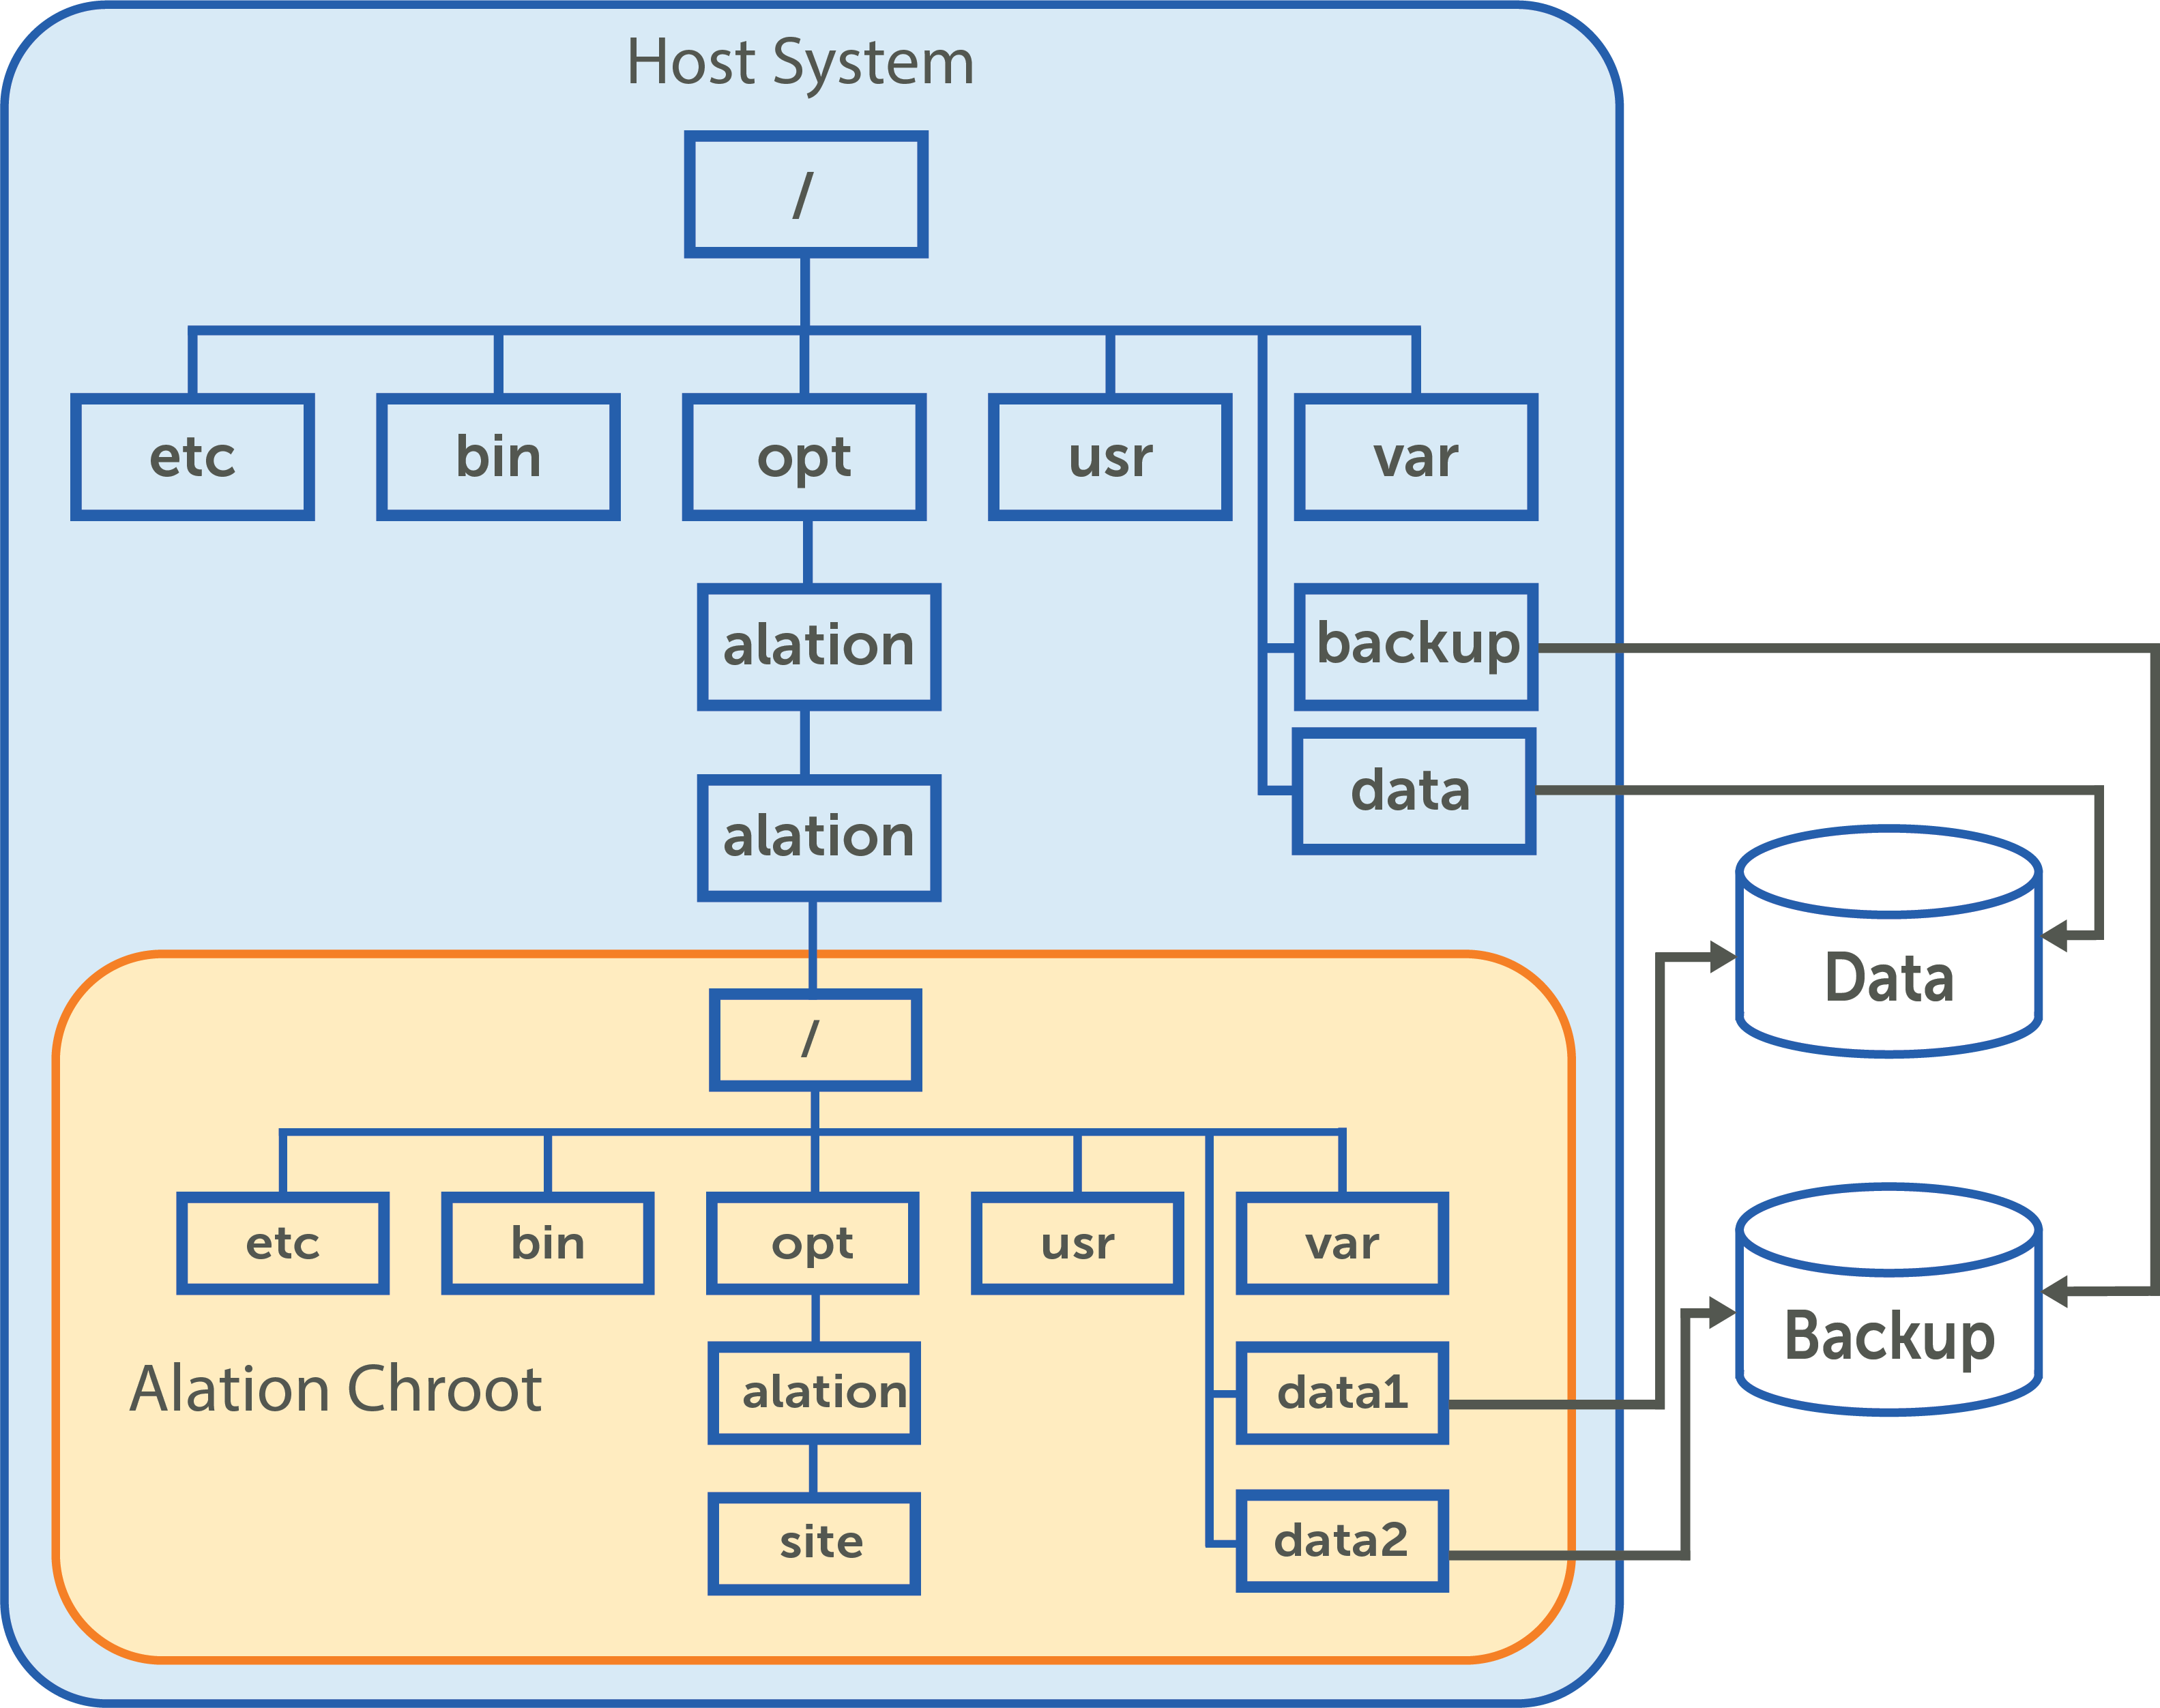 Host System
/
etc
bin
opt
usr
var
alation
backup
data
alation
Data
/
etc
bin
opt
usr
var
Backup
Alation Chroot
alation
data1
site
data2